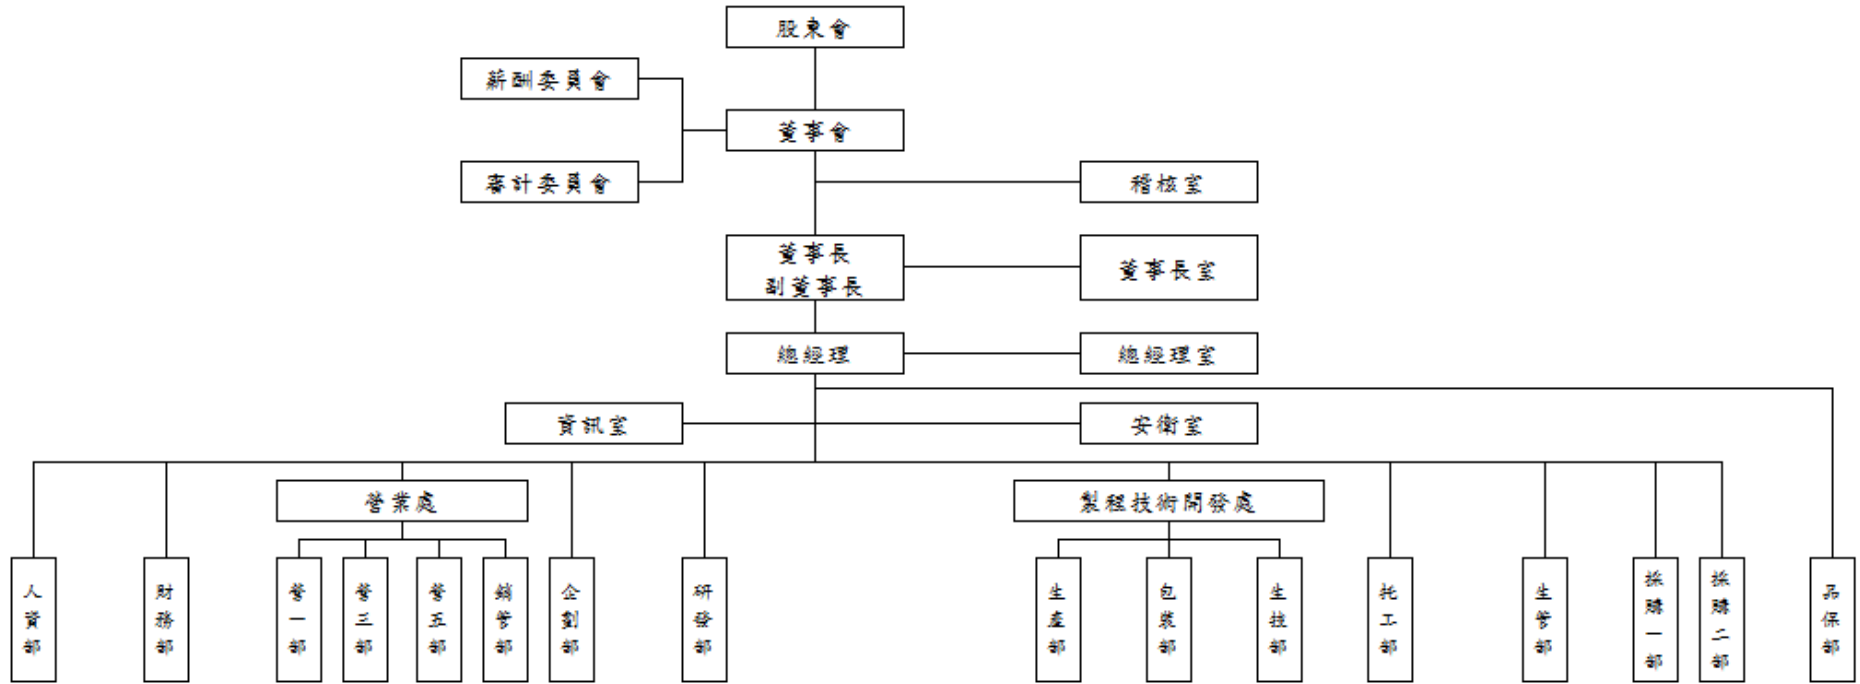 股東會
薪酬委員會
董事會
審計委員會
稽核室
董事長
副董事長
董事長室
總經理
總經理室
資訊室
安衛室
營業處
製程技術開發處
人資部
財務部
營一部
營三部
營五部
銷管部
企劃部
研發部
生產部
包裝部
生技部
托工部
生管部
採購一部
採購二部
品保部